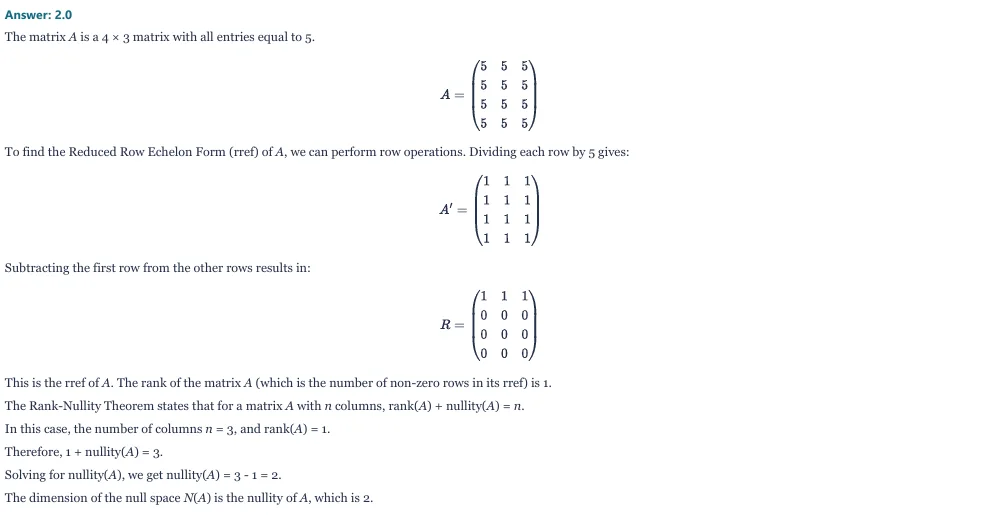 Answer: 2.0
The matrix A is a 4 × 3 matrix with all entries equal to 5.
A = 
5 5 5
5 5 5
5 5 5
5 5 5
To find the Reduced Row Echelon Form (rref) of A, we can perform row operations. Dividing each row by 5 gives:
A′ = 
1 1 1
1 1 1
1 1 1
1 1 1
Subtracting the first row from the other rows results in:
R = 
1 1 1
0 0 0
0 0 0
0 0 0
This is the rref of A. The rank of the matrix A (which is the number of non-zero rows in its rref) is 1.
The Rank-Nullity Theorem states that for a matrix A with n columns, rank(A) + nullity(A) = n.
In this case, the number of columns n = 3, and rank(A) = 1.
Therefore, 1 + nullity(A) = 3.
Solving for nullity(A), we get nullity(A) = 3 - 1 = 2.
The dimension of the null space N(A) is the nullity of A, which is 2.